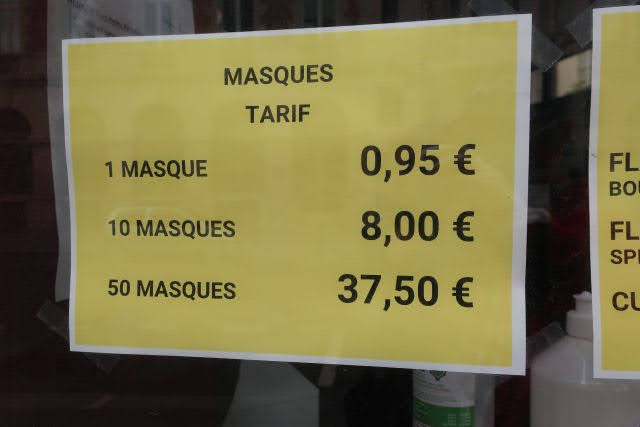 MASQUES
TARIF
1 MASQUE 0,95 €
10 MASQUES 8,00 €
50 MASQUES 37,50 €